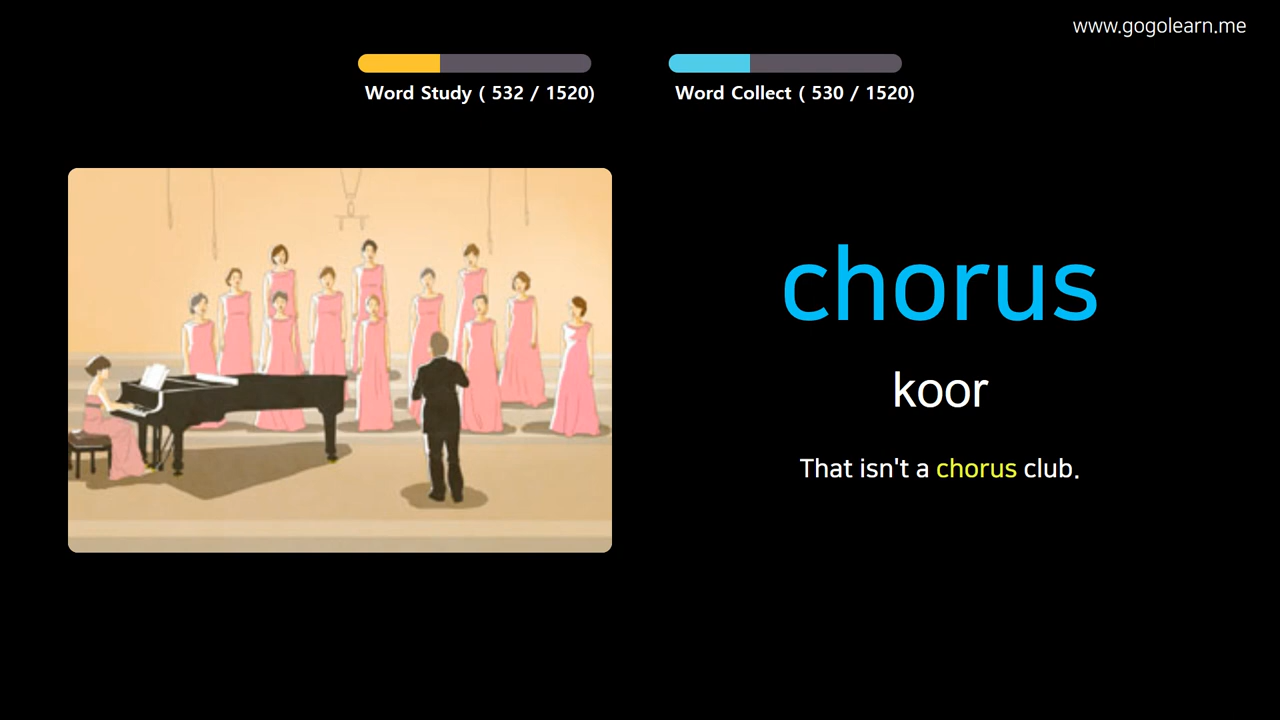 www.gogolearn.me
Word Study ( 532 / 1520)
Word Collect ( 530 / 1520)
chorus
koor
That isn't a chorus club.